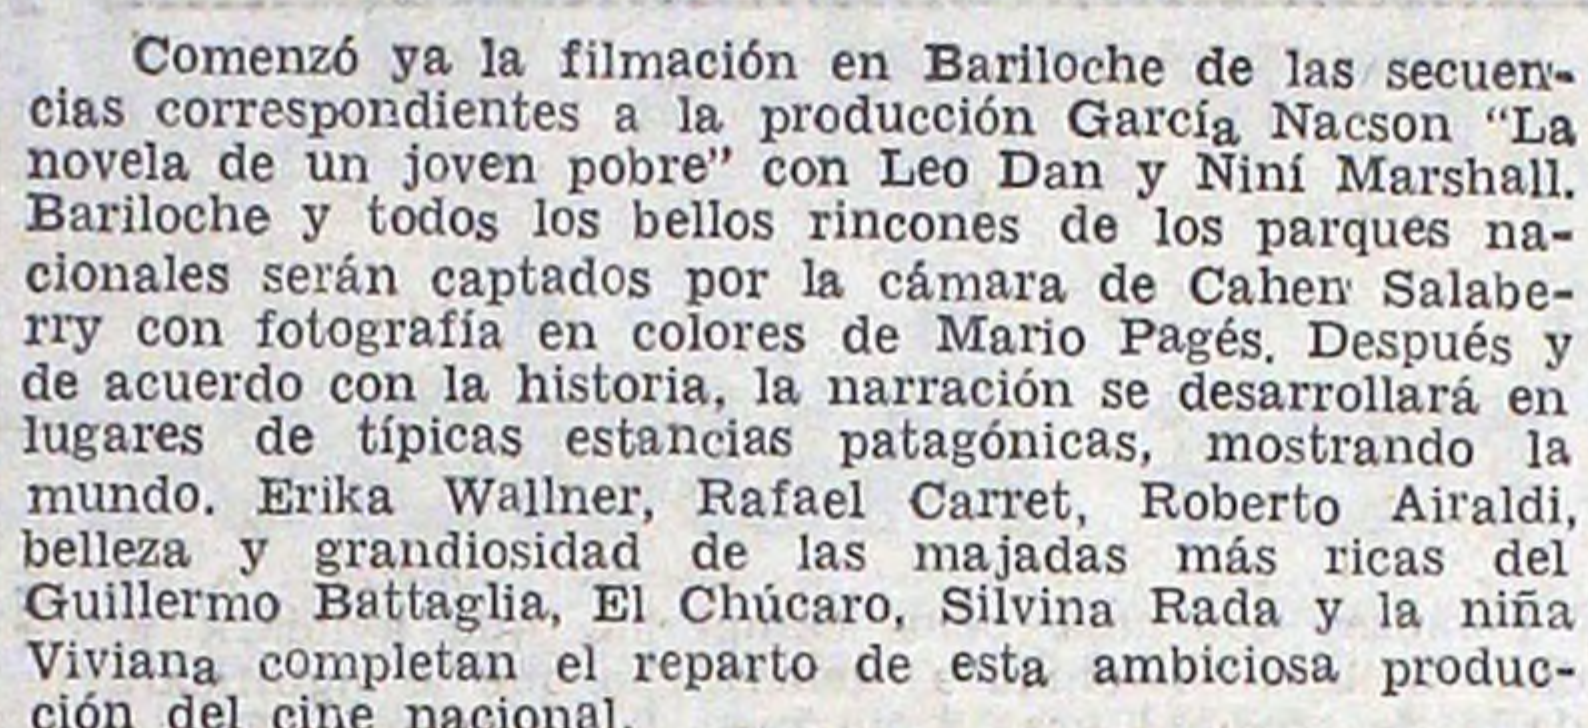 Comenzó ya la filmación en Bariloche de las secuen-
cias correspondientes a la producción García Nacson “La
novela de un joven pobre” con Leo Dan y Niní Marshall.
Bariloche y todos los bellos rincones de los parques na-
cionales serán captados por la cámara de Cahen Salabe-
rry con fotografía en colores de Mario Pagés. Después y
de acuerdo con la historia, la narración se desarrollará en
lugares de típicas estancias patagónicas, mostrando la
mundo. Erika Wallner, Rafael Carret, Roberto Airaldi,
belleza y grandiosidad de las majadas más ricas del
Guillermo Battaglia, El Chúcaro, Silvina Rada y la niña
Viviana completan el reparto de esta ambiciosa produc-
ción del cine nacional.